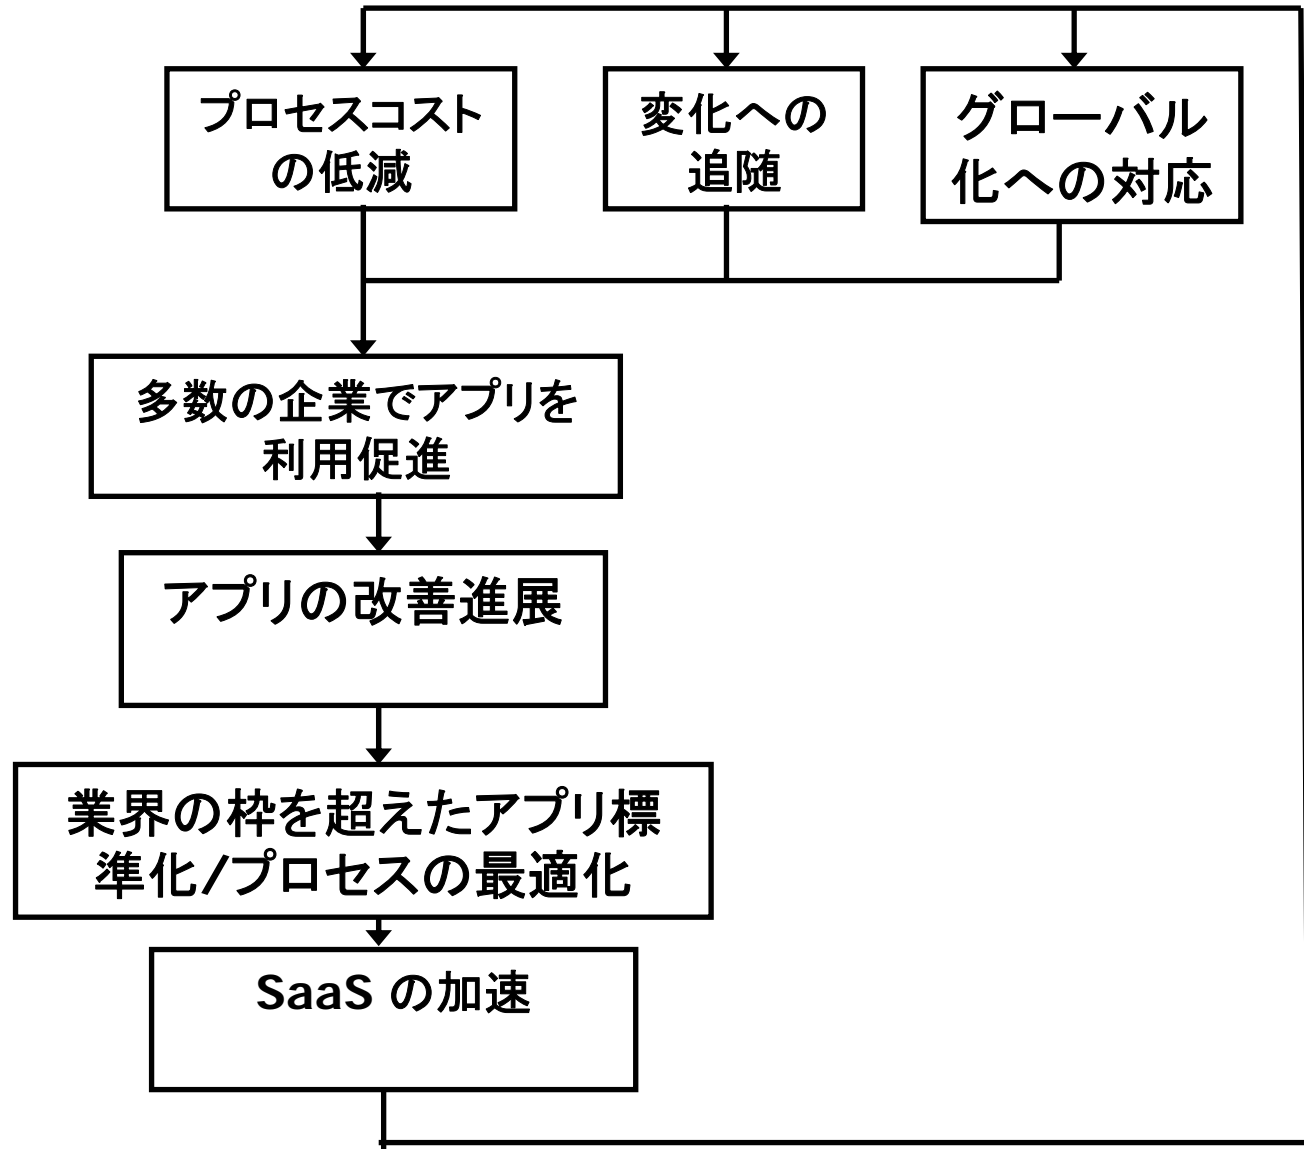 プロセスコスト
の低減
変化への
追随
グローバル
化への対応
多数の企業でアプリを
利用促進
アプリの改善進展
業界の枠を超えたアプリ標
準化/プロセスの最適化
SaaS の加速